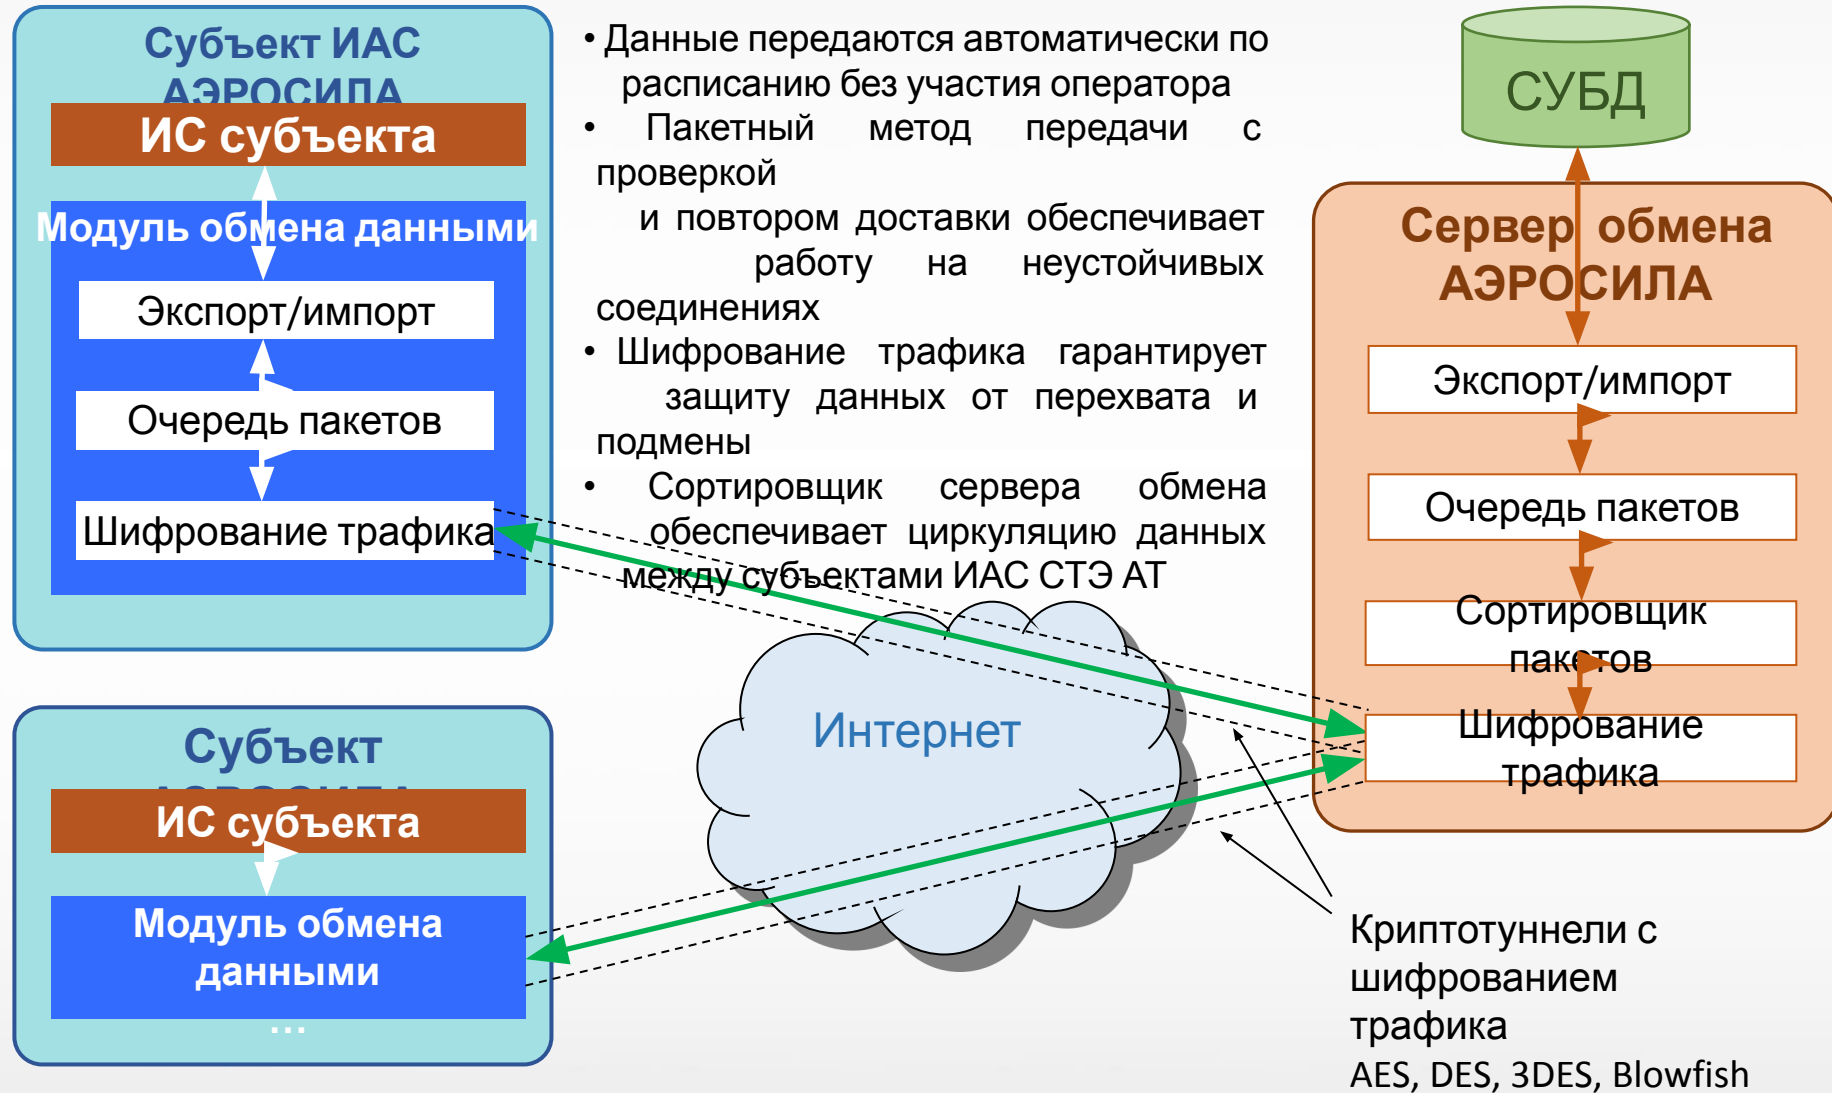 Субъект ИАС
АЭРОСИЛА
ИС субъекта
Модуль обмена данными
Экспорт/импорт
Очередь пакетов
Шифрование трафика
• Данные передаются автоматически по
расписанию без участия оператора
• Пакетный метод передачи с
проверкой
и повтором доставки обеспечивает
работу на неустойчивых
соединениях
• Шифрование трафика гарантирует
защиту данных от перехвата и
подмены
• Сортировщик сервера обмена
обеспечивает циркуляцию данных
между субъектами ИАС СТЭ АТ
СУБД
Сервер обмена
АЭРОСИЛА
Экспорт/импорт
Очередь пакетов
Сортировщик
пакетов
Шифрование
трафика
Интернет
Субъект
АЭРОСИЛА
ИС субъекта
Модуль обмена
данными
...
Криптотуннели с
шифрованием
трафика
AES, DES, 3DES, Blowfish